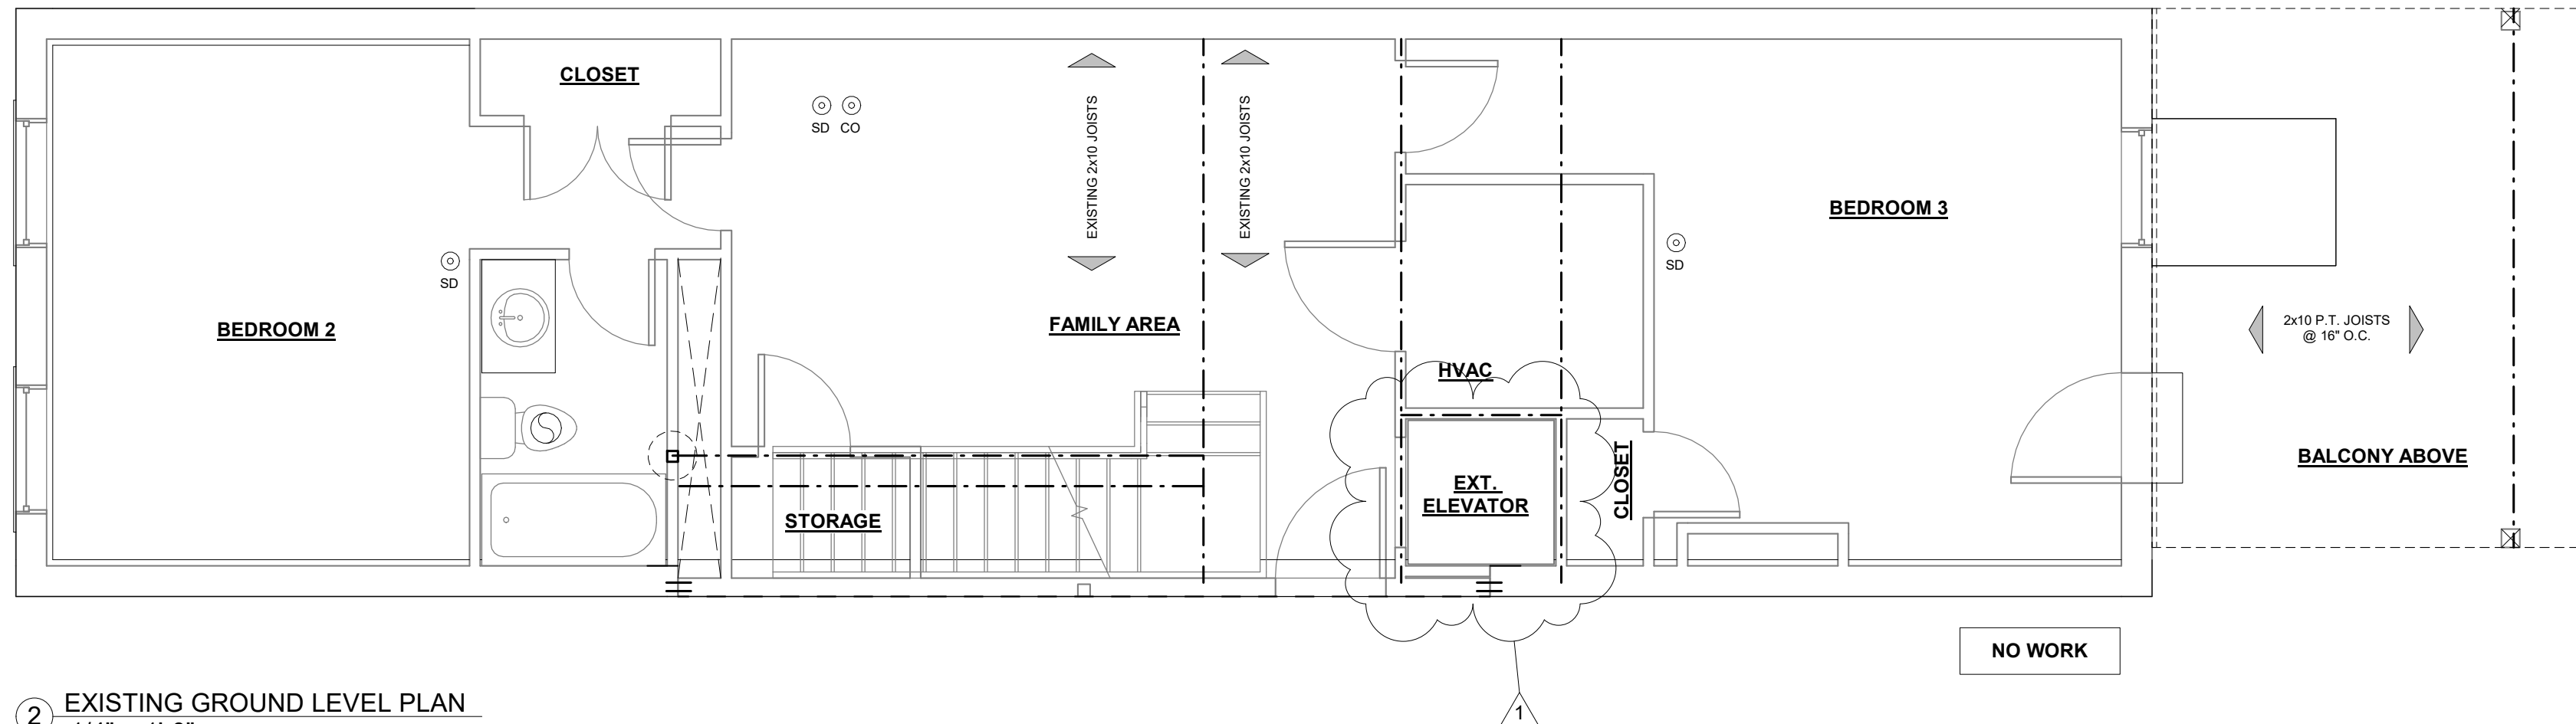 CLOSET
SD CO
EXISTING 2x10 JOISTS
EXISTING 2x10 JOISTS
BEDROOM 3
SD
SD
BEDROOM 2
FAMILY AREA
2x10 P.T. JOISTS
@ 16" O.C.
HVAC
BALCONY ABOVE
CLOSET
EXT.
ELEVATOR
STORAGE
NO WORK
2 EXISTING GROUND LEVEL PLAN
1